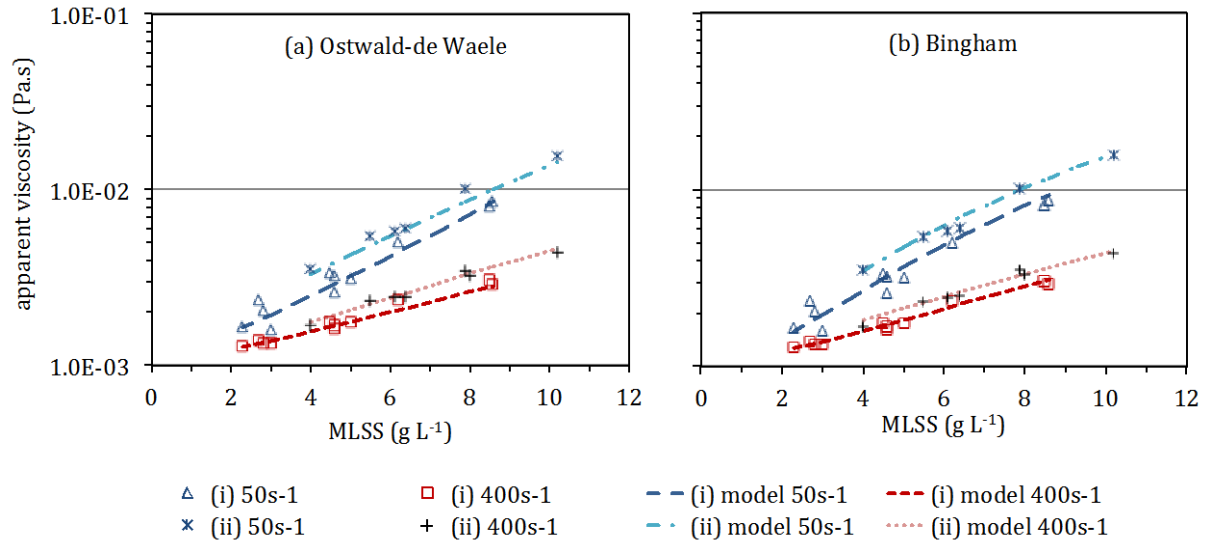 (a) Ostwald-de Waele
(b) Bingham
apparent viscosity (Pa.s)
1.0E-01
1.0E-02
1.0E-03
0 2 4 6 8 10 12
MLSS (g L⁻¹)
0 2 4 6 8 10 12
MLSS (g L⁻¹)
(i) 50s-1
(i) 400s-1
(i) model 50s-1
(i) model 400s-1
(ii) 50s-1
(ii) 400s-1
(ii) model 50s-1
(ii) model 400s-1